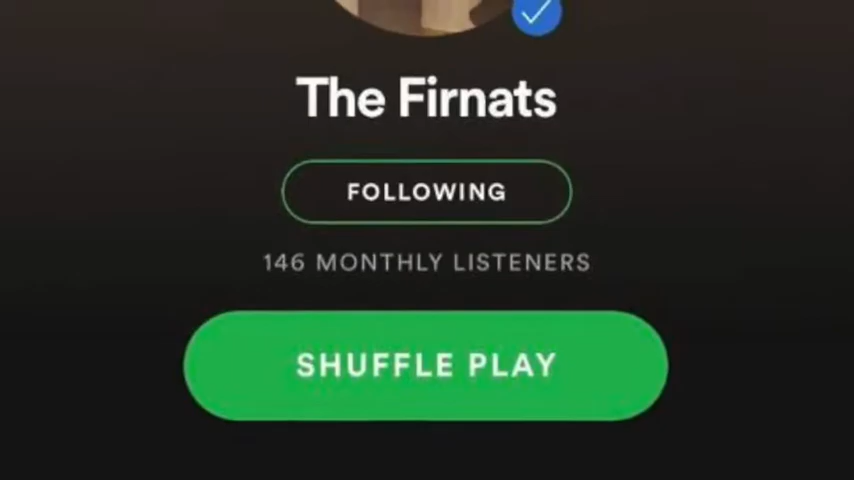 The Firnats
FOLLOWING
146 MONTHLY LISTENERS
SHUFFLE PLAY